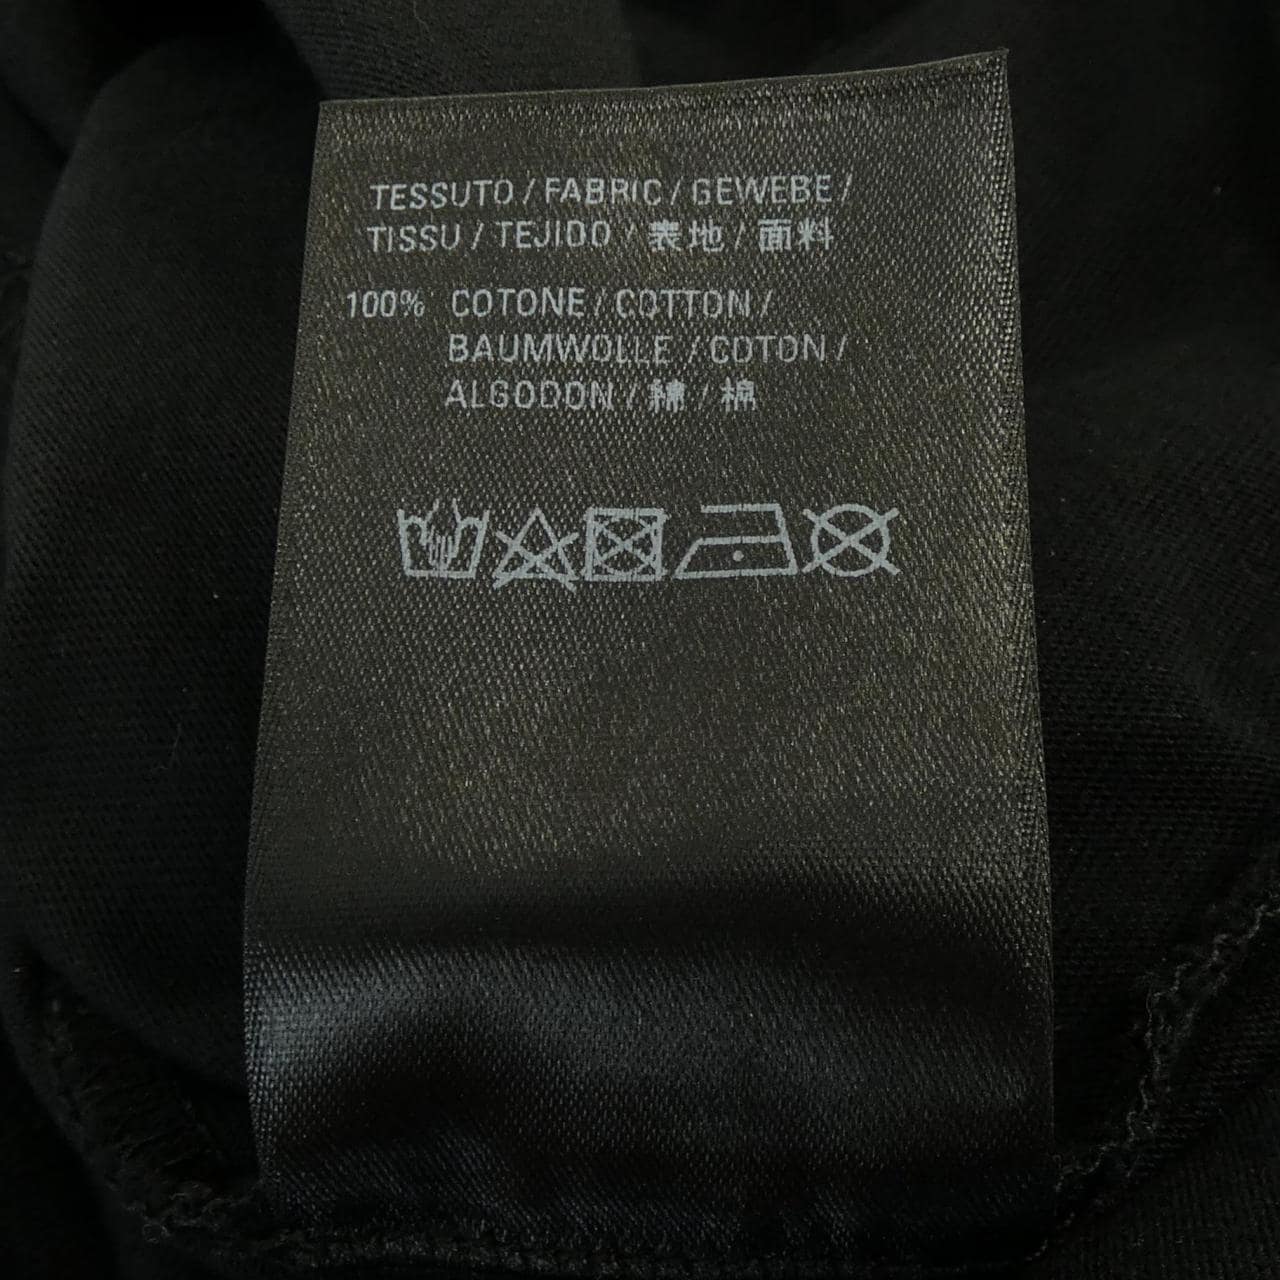 TESSUTO / FABRIC / GEWEBE /
TISSU / TEJIDO / 表地 / 面料
100% COTONE / COTTON /
BAUMWOLLE / COTON /
ALGODON / 綿 / 棉